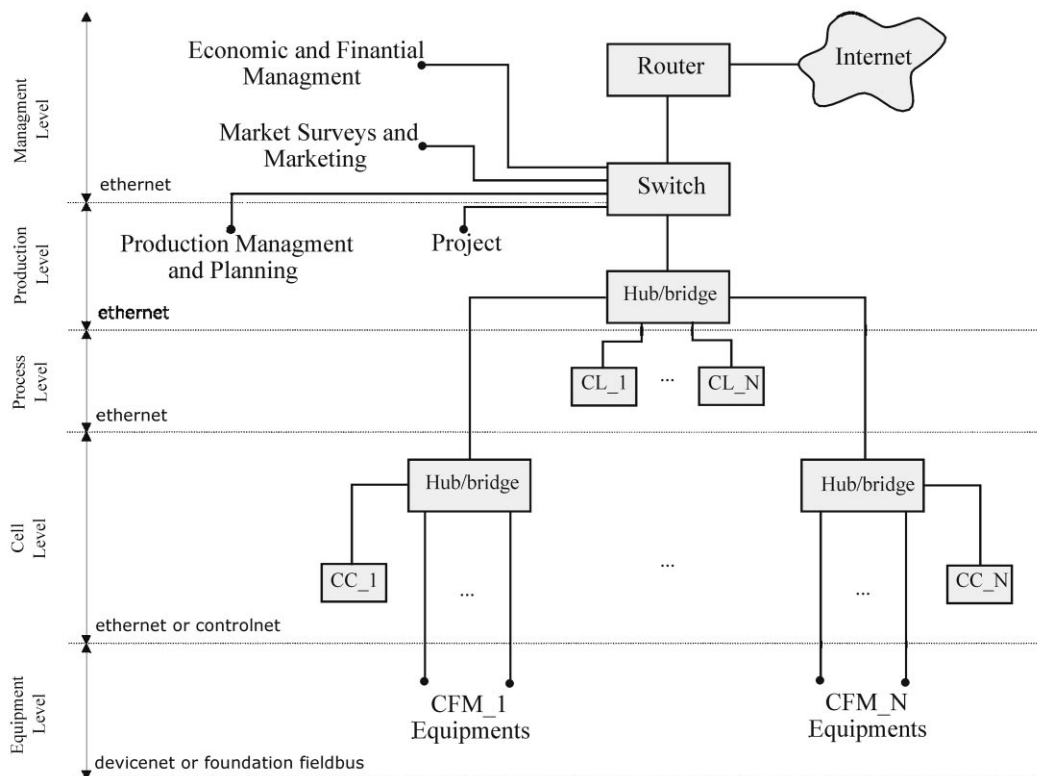 Economic and Finantial
Managment
Router
Internet
Managment
Level
Market Surveys and
Marketing
Switch
ethernet
Production Managment
and Planning
Project
Production
Level
Hub/bridge
ethernet
Process
Level
CL_1
...
CL_N
ethernet
Hub/bridge
Hub/bridge
Cell
Level
CC_1
...
...
...
CC_N
ethernet or controlnet
Equipment
Level
CFM_1
Equipments
CFM_N
Equipments
devicenet or foundation fieldbus